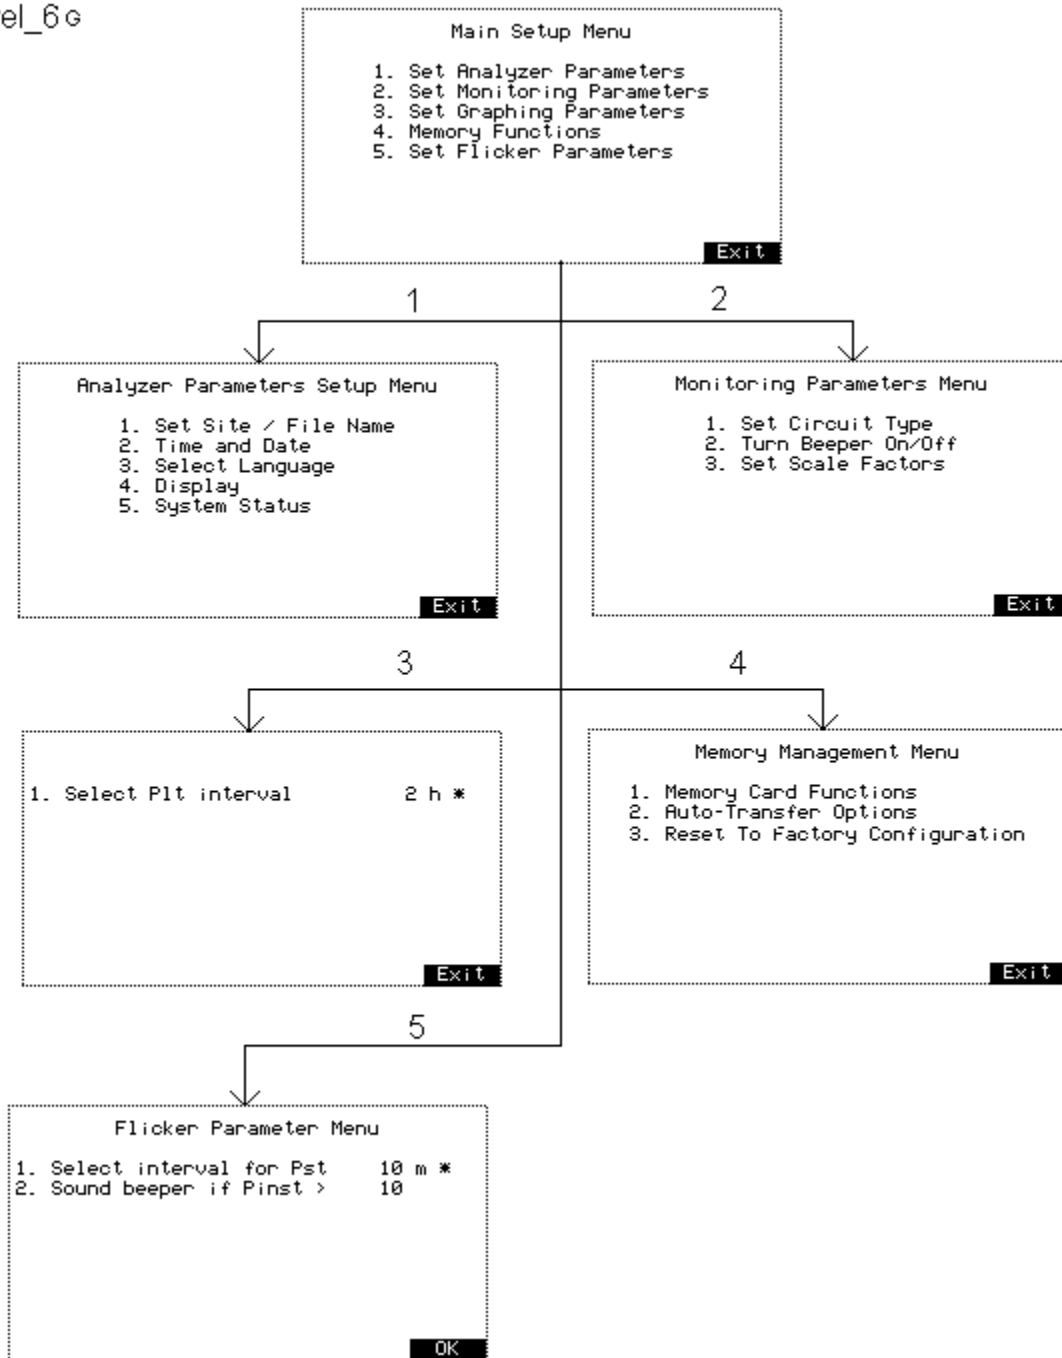 el_6G
Main Setup Menu
1. Set Analyzer Parameters
2. Set Monitoring Parameters
3. Set Graphing Parameters
4. Memory Functions
5. Set Flicker Parameters
Exit
1
2
Analyzer Parameters Setup Menu
1. Set Site / File Name
2. Time and Date
3. Select Language
4. Display
5. System Status
Exit
Monitoring Parameters Menu
1. Set Circuit Type
2. Turn Beeper On/Off
3. Set Scale Factors
Exit
3
4
1. Select Plt interval 2 h *
Exit
Memory Management Menu
1. Memory Card Functions
2. Auto-Transfer Options
3. Reset To Factory Configuration
Exit
5
Flicker Parameter Menu
1. Select interval for Pst 10 m *
2. Sound beeper if Pinst > 10
OK